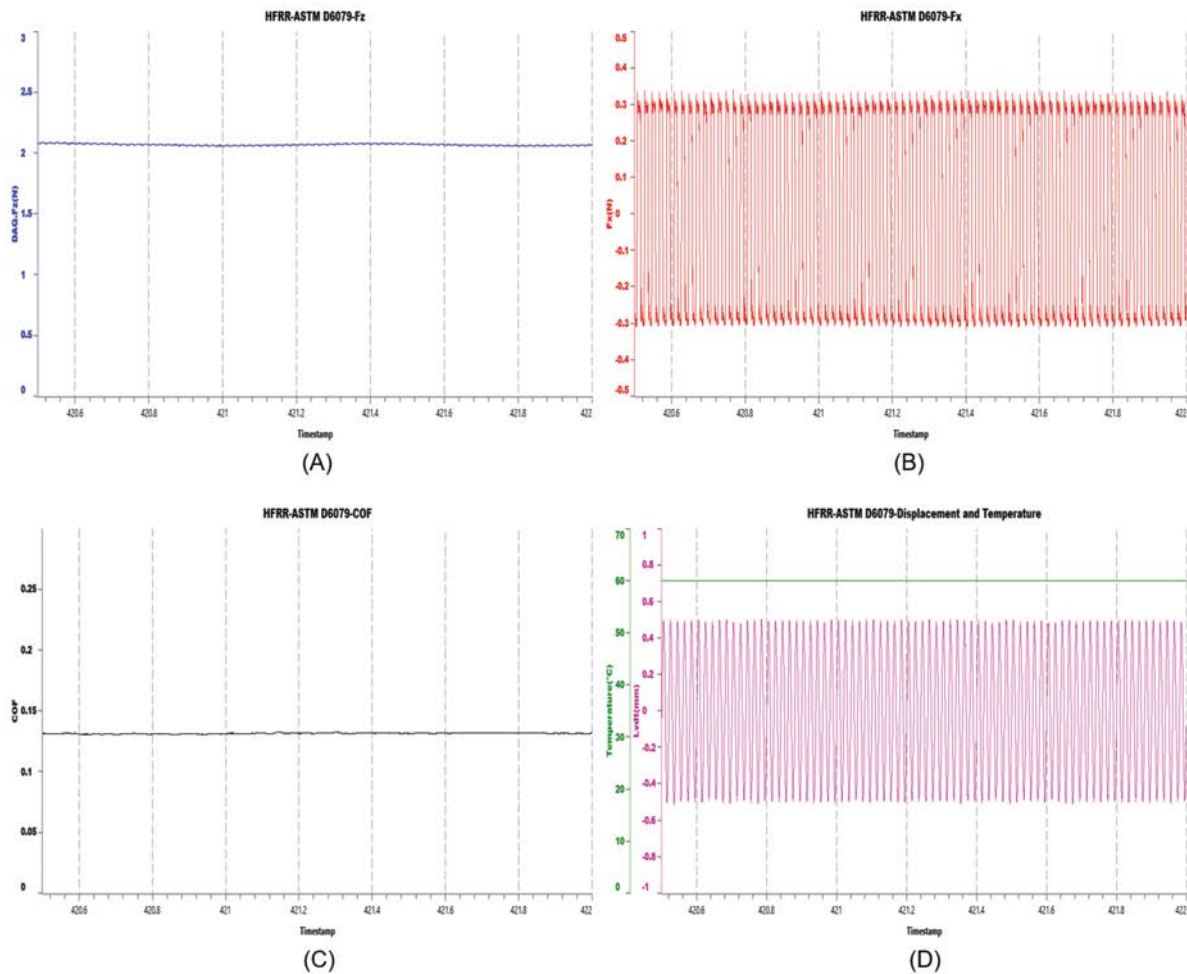 HFRR-ASTM D6079-Fz
3
2.5
2
1.5
1
0.5
0
DAQ.Fz(N)
420.6 420.8 421 421.2 421.4 421.6 421.8 422
Timestamp
(A)
HFRR-ASTM D6079-Fx
0.5
0.4
0.3
0.2
0.1
0
-0.1
-0.2
-0.3
-0.4
-0.5
Fx(N)
420.6 420.8 421 421.2 421.4 421.6 421.8 422
Timestamp
(B)
HFRR-ASTM D6079-COF
0.25
0.2
0.15
0.1
0.05
0
COF
420.6 420.8 421 421.2 421.4 421.6 421.8 422
Timestamp
(C)
HFRR-ASTM D6079-Displacement and Temperature
70
60
50
40
30
20
10
0
Temperature(°C)
1
0.8
0.6
0.4
0.2
0
-0.2
-0.4
-0.6
-0.8
-1
Lvdt(mm)
420.6 420.8 421 421.2 421.4 421.6 421.8 422
Timestamp
(D)